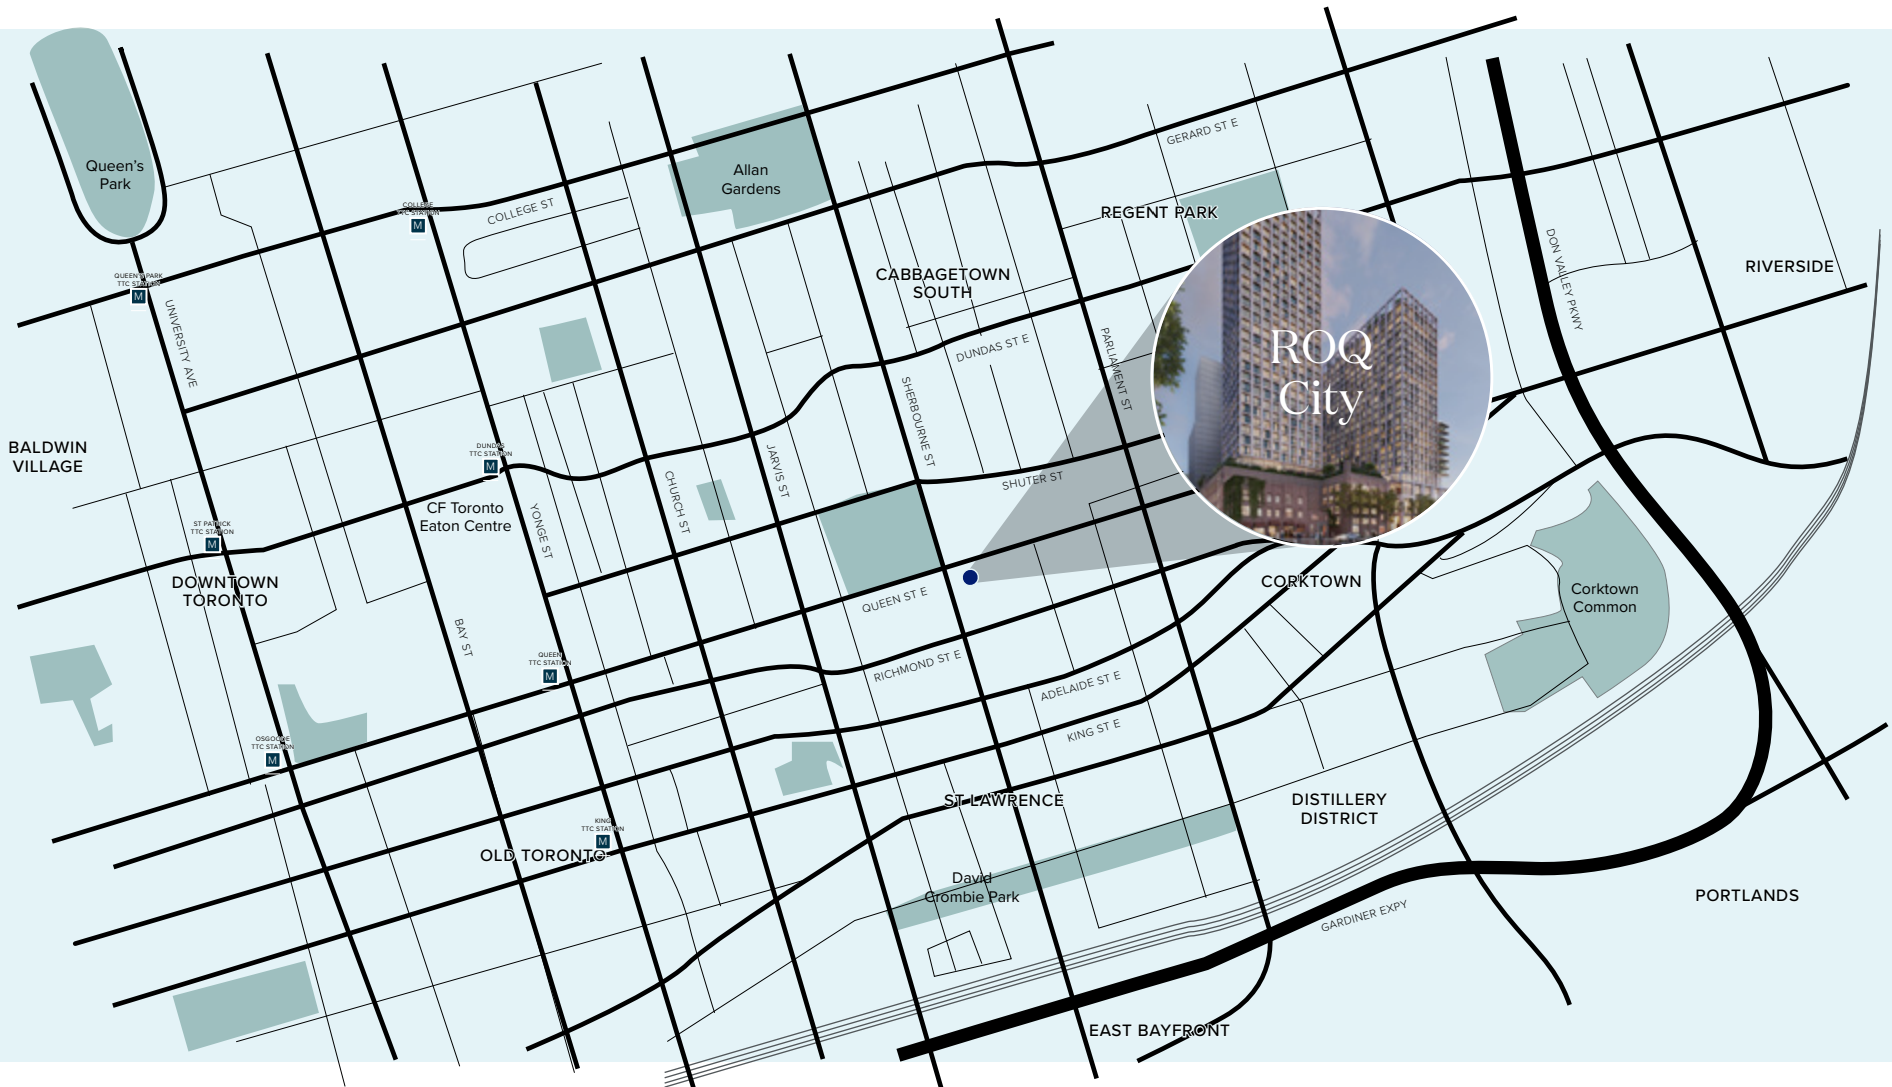 Queen's
Park
COLLEGE
TTC STATION
M
COLLEGE ST
Allan
Gardens
GERARD ST E
REGENT PARK
QUEEN'S PARK
TTC STATION
M
UNIVERSITY AVE
CABBAGETOWN
SOUTH
DON VALLEY PKWY
RIVERSIDE
DUNDAS ST E
PARLIAMENT ST
ROQ
City
SHERBOURNE ST
BALDWIN
VILLAGE
DUNDAS
TTC STATION
M
JARVIS ST
CHURCH ST
SHUTER ST
CF Toronto
Eaton Centre
YONGE ST
ST PATRICK
TTC STATION
M
DOWNTOWN
TORONTO
QUEEN ST E
CORKTOWN
Corktown
Common
BAY ST
QUEEN
TTC STATION
M
RICHMOND ST E
ADELAIDE ST E
KING ST E
OSGOODE
TTC STATION
M
ST LAWRENCE
DISTILLERY
DISTRICT
KING
TTC STATION
M
OLD TORONTO
David
Crombie Park
PORTLANDS
GARDINER EXPY
EAST BAYFRONT